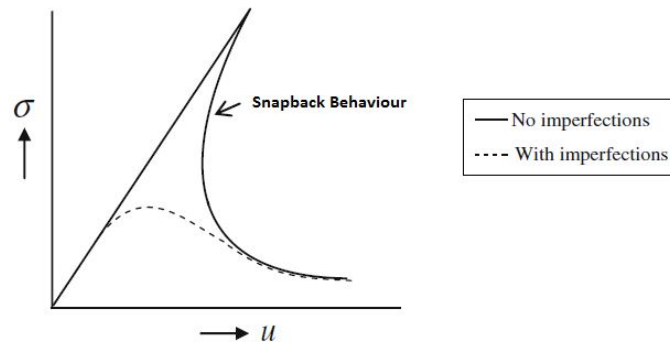 σ
Snapback Behaviour
No imperfections
With imperfections
u